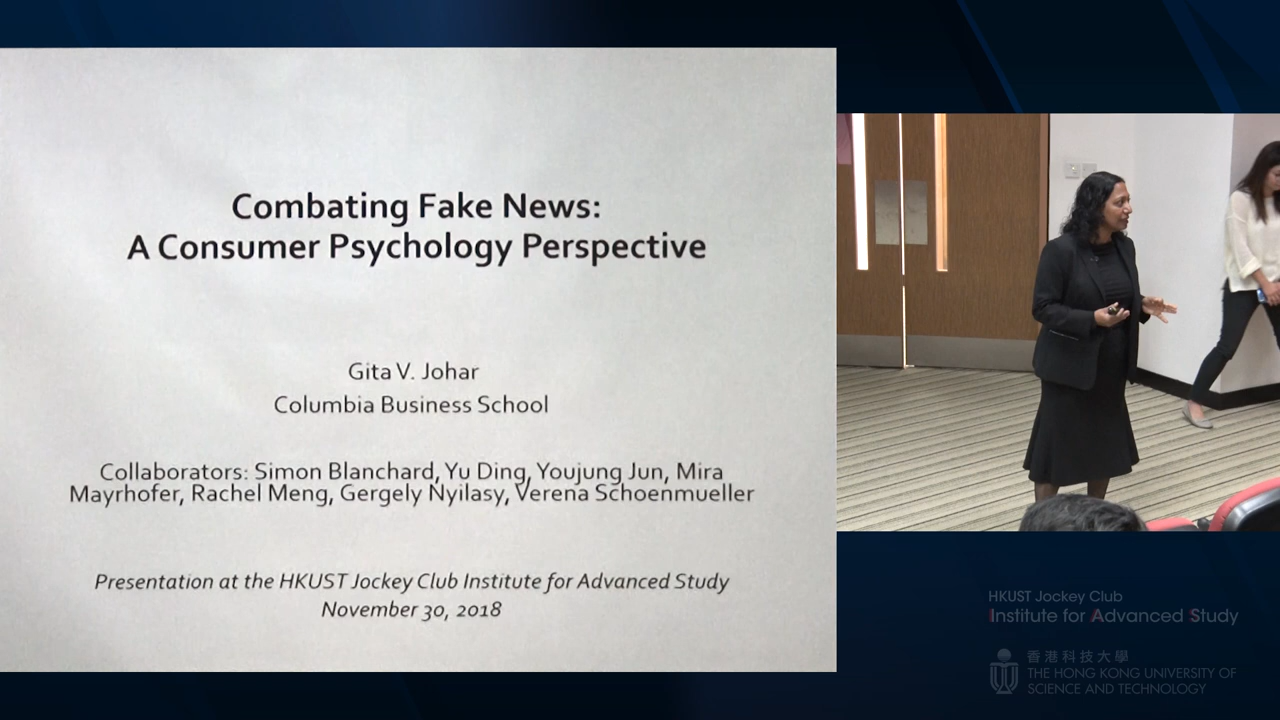 Combating Fake News:
A Consumer Psychology Perspective
Gita V. Johar
Columbia Business School
Collaborators: Simon Blanchard, Yu Ding, Youjung Jun, Mira
Mayrhofer, Rachel Meng, Gergely Nyilasy, Verena Schoenmueller
Presentation at the HKUST Jockey Club Institute for Advanced Study
November 30, 2018
HKUST Jockey Club
Institute for Advanced Study
香港科技大學
THE HONG KONG UNIVERSITY OF
SCIENCE AND TECHNOLOGY